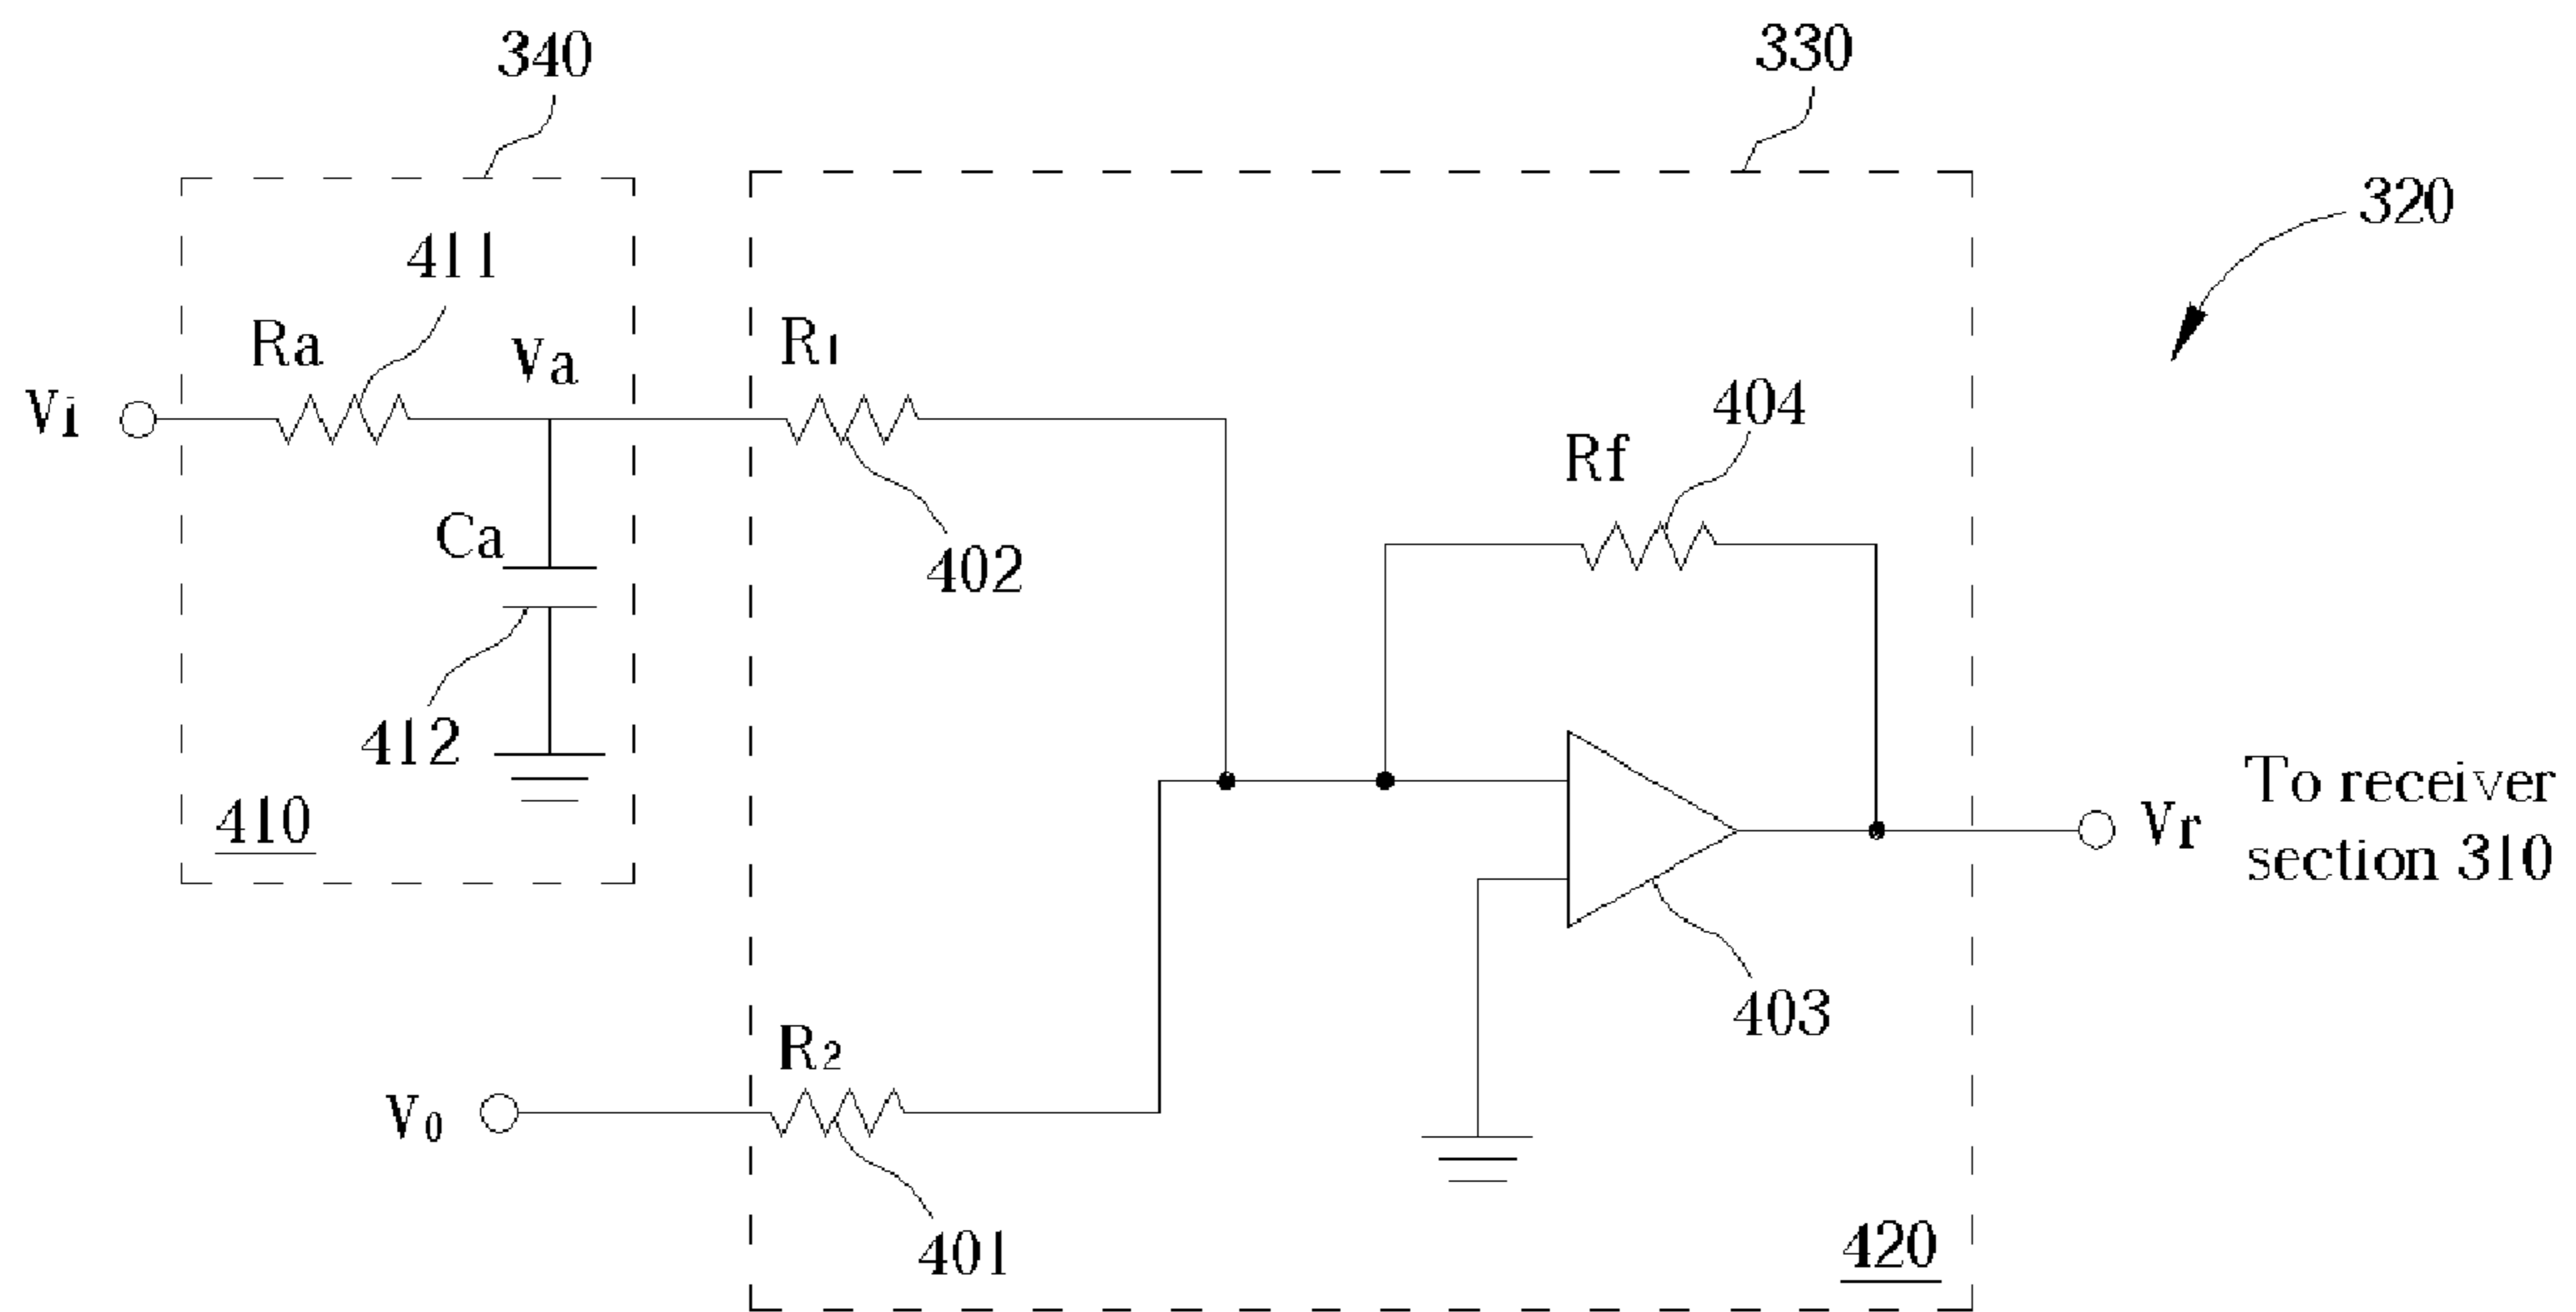 340
330
320
411
Ra
Va
R1
Vi
404
Rf
Ca
402
412
410
Vr
To receiver
section 310
403
R2
V0
401
420